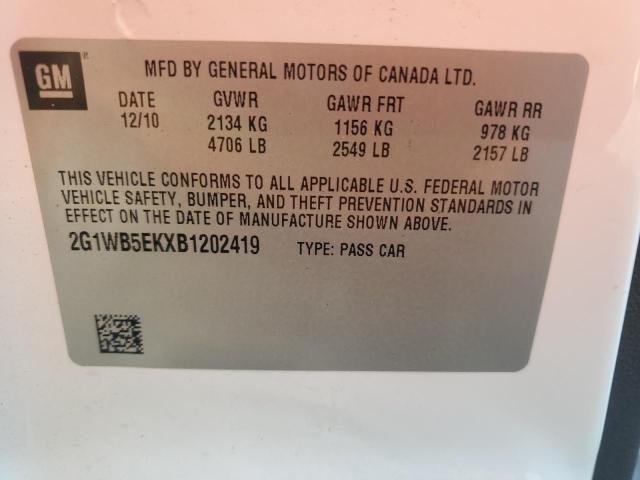 GM
MFD BY GENERAL MOTORS OF CANADA LTD.
DATE GVWR GAWR FRT GAWR RR
12/10 2134 KG 1156 KG 978 KG
4706 LB 2549 LB 2157 LB
THIS VEHICLE CONFORMS TO ALL APPLICABLE U.S. FEDERAL MOTOR
VEHICLE SAFETY, BUMPER, AND THEFT PREVENTION STANDARDS IN
EFFECT ON THE DATE OF MANUFACTURE SHOWN ABOVE.
2G1WB5EKXB1202419 TYPE: PASS CAR